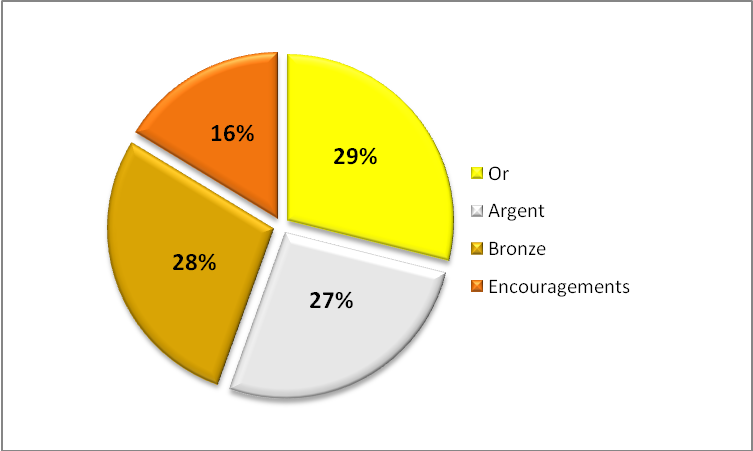 16%
29%
28%
27%
Or
Argent
Bronze
Encouragements